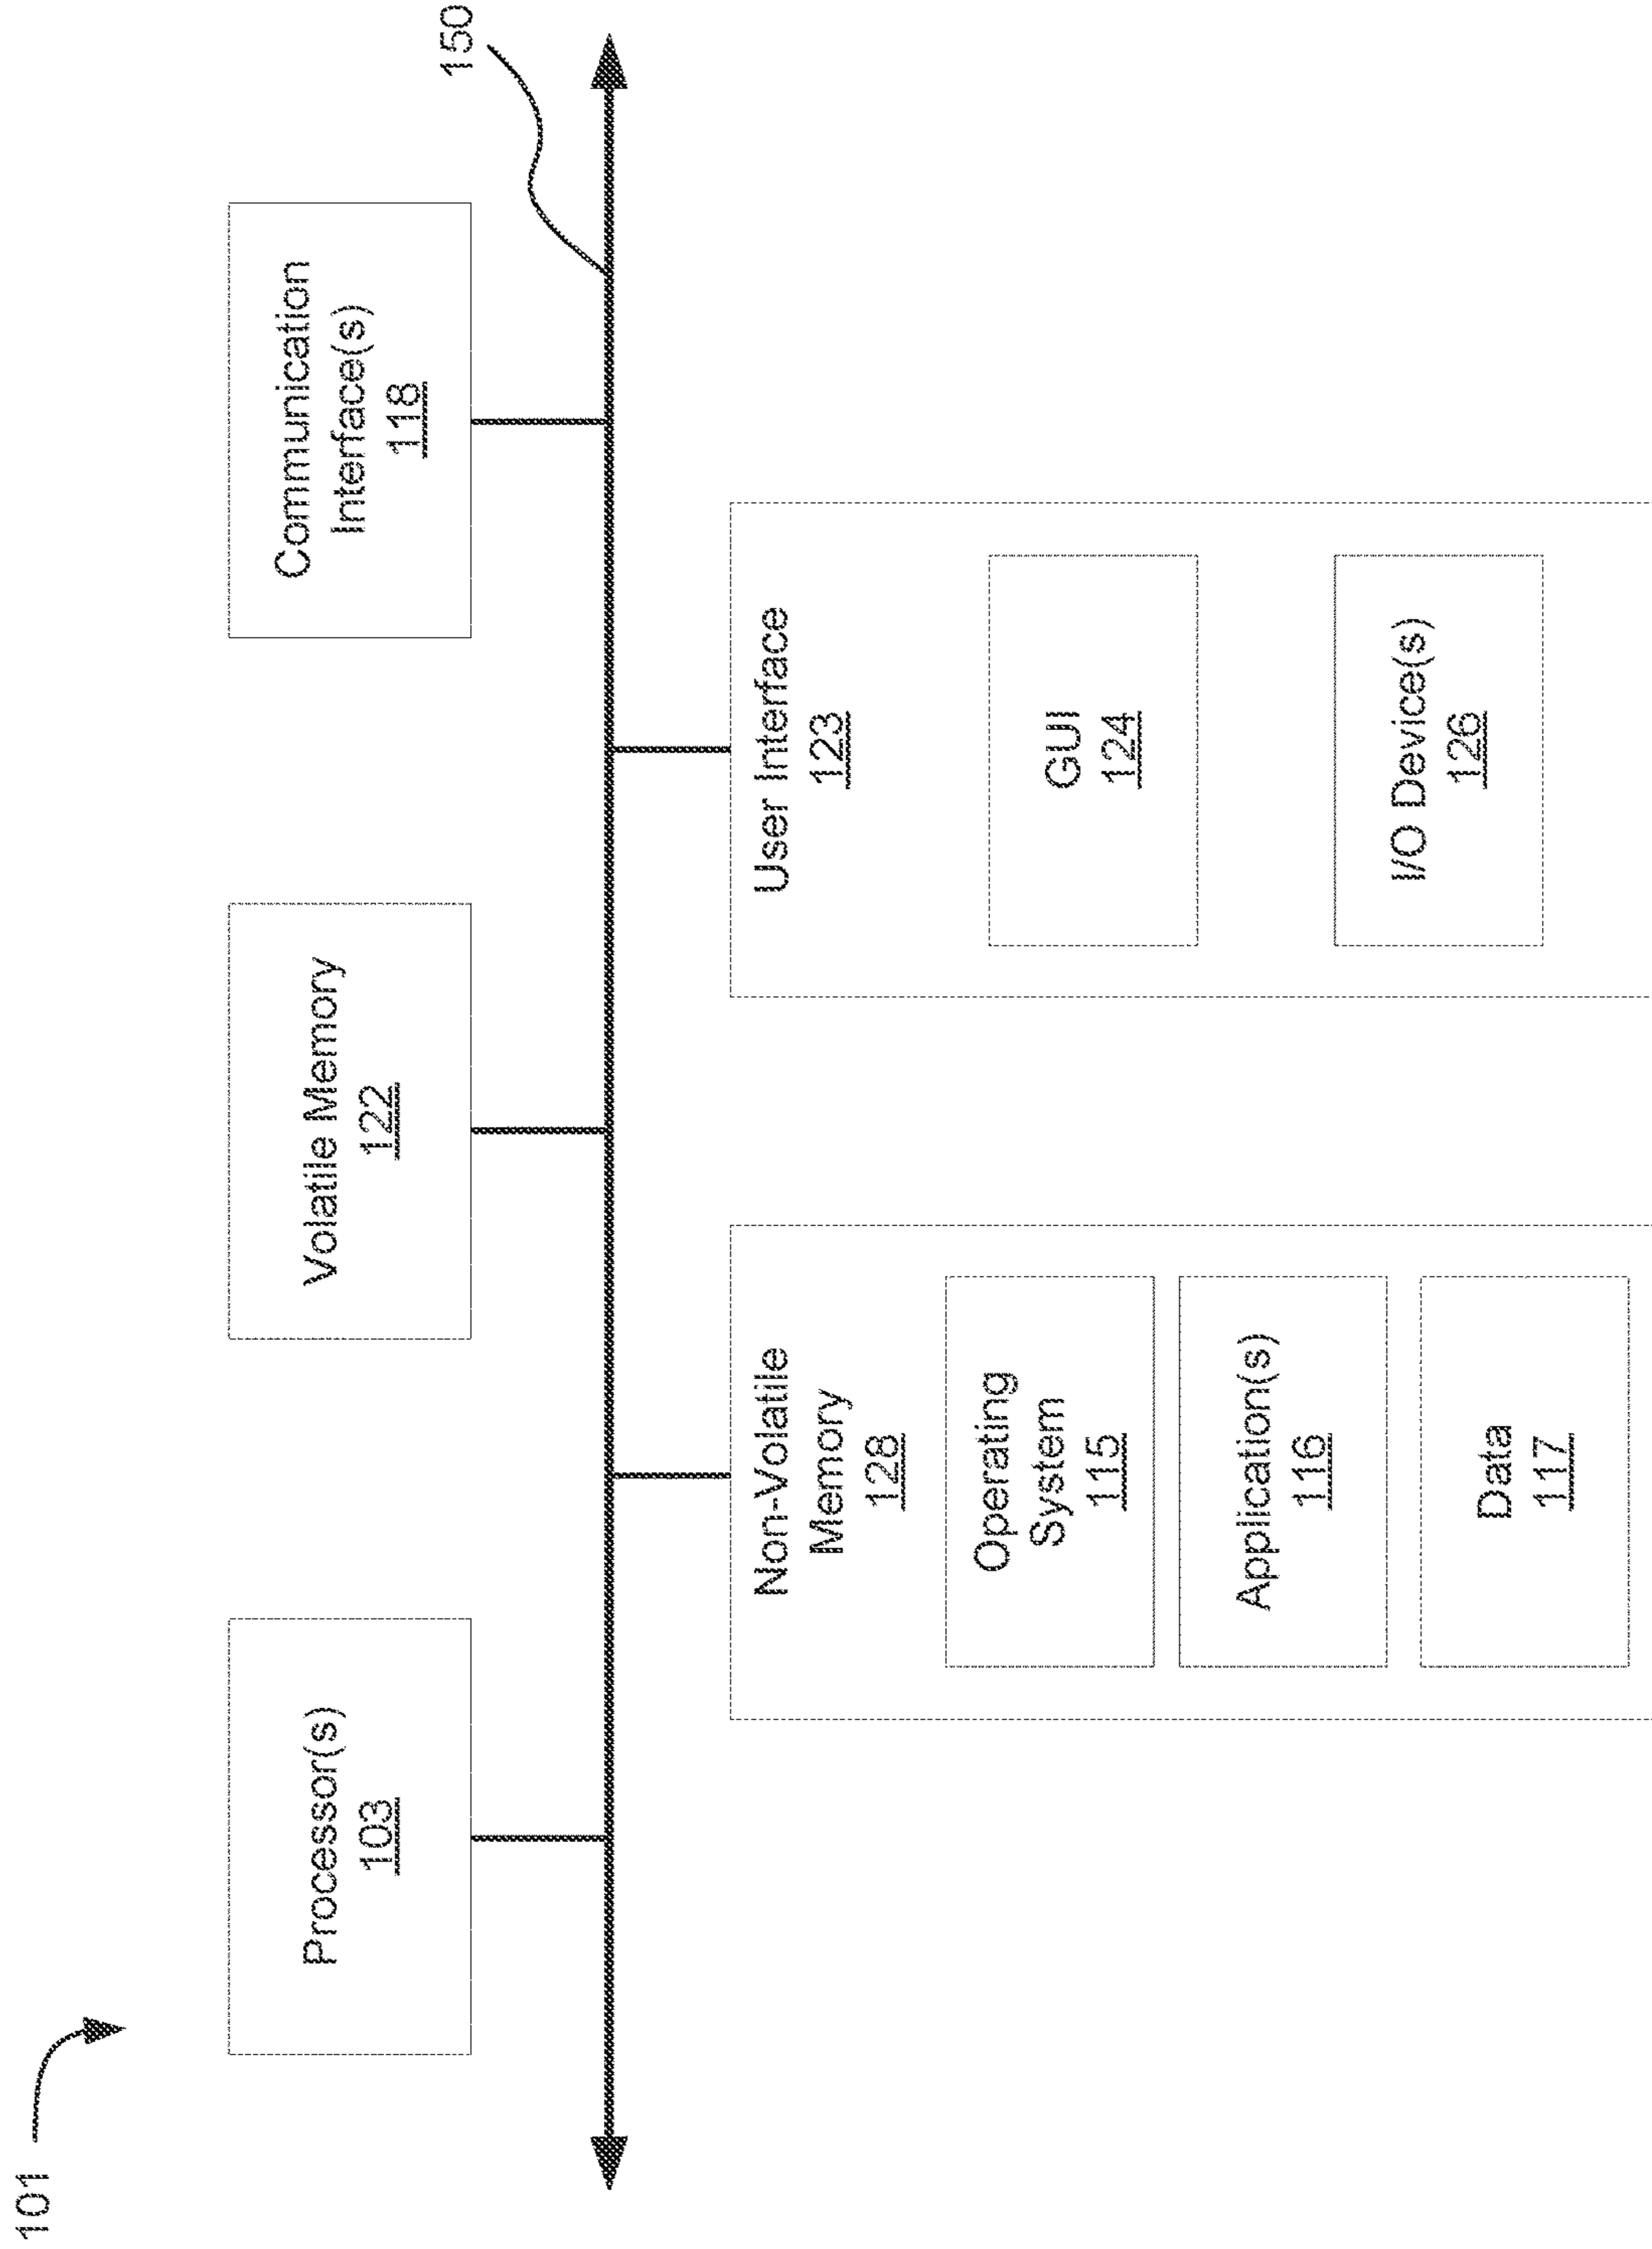 101
Processor(s)
103
Volatile Memory
122
Communication
Interface(s)
118
150
Non-Volatile
Memory
128
Operating
System
115
Application(s)
116
Data
117
User Interface
123
GUI
124
I/O Device(s)
126